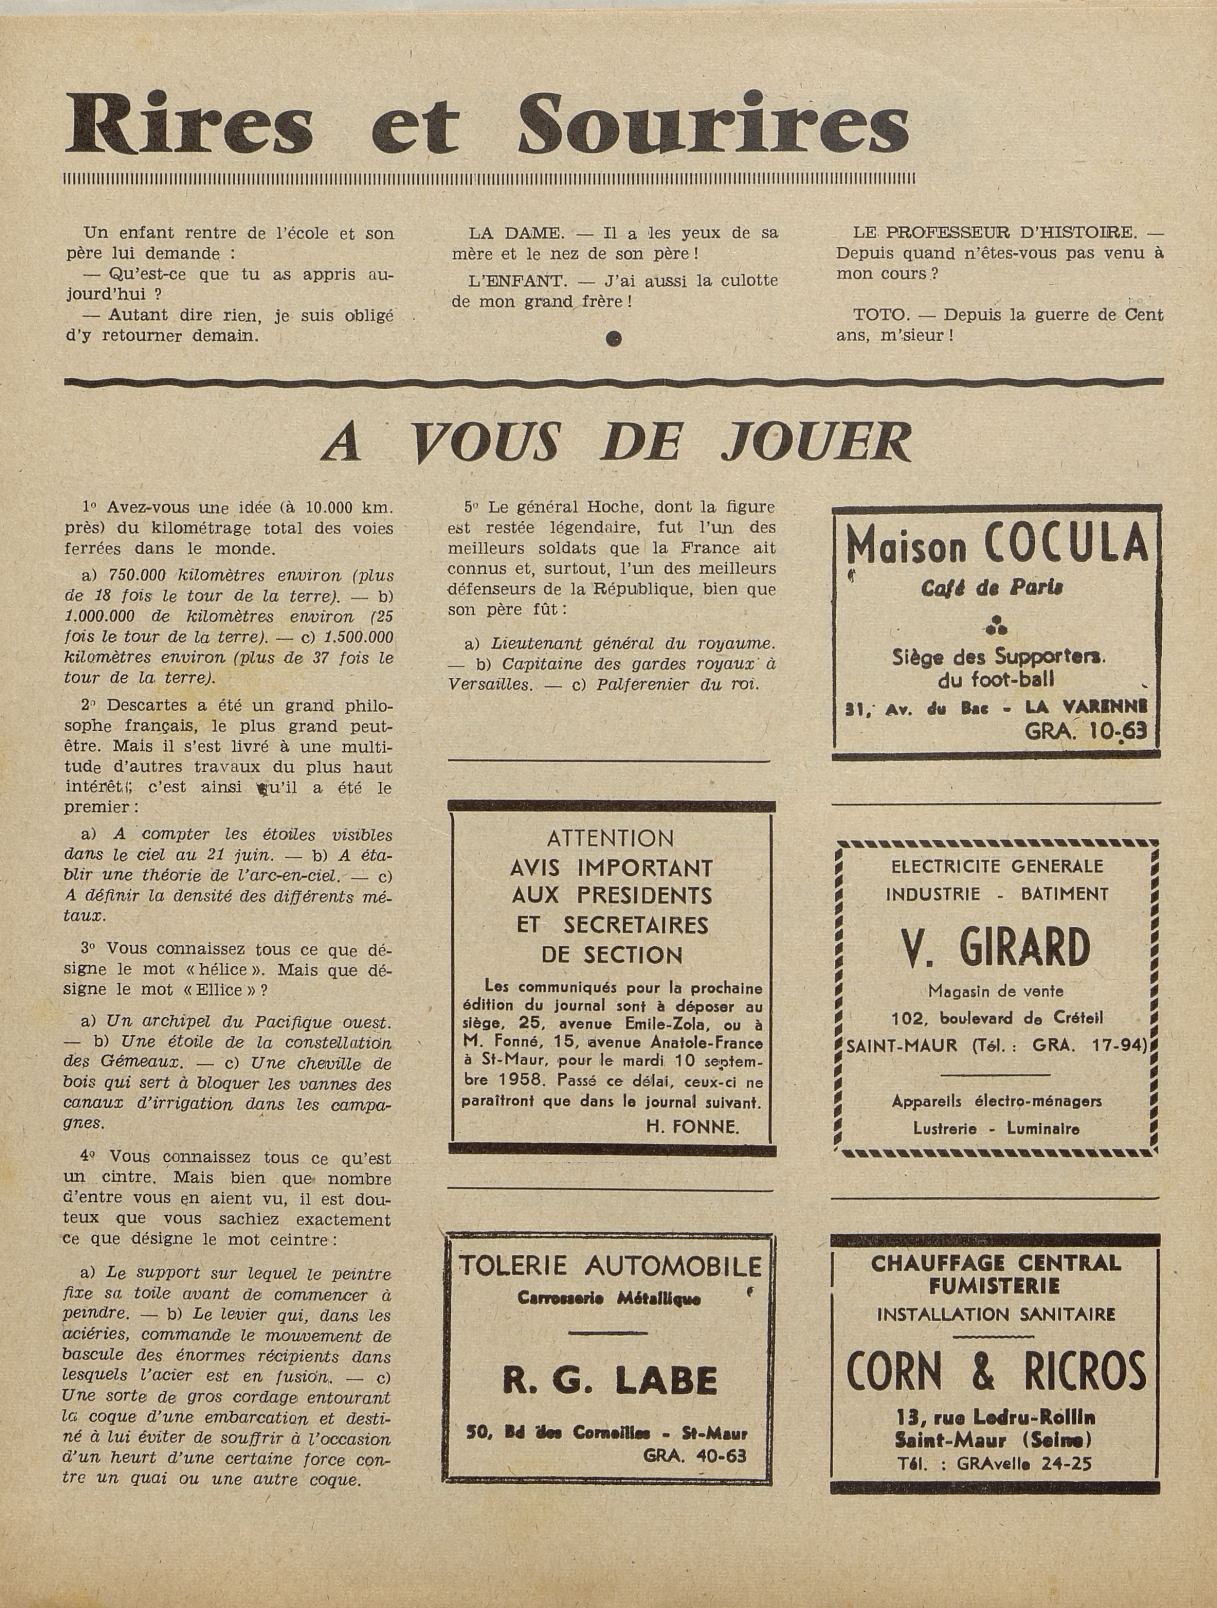 Rires et Sourires
Un enfant rentre de l'école et son
père lui demande :
— Qu'est-ce que tu as appris au-
jourd'hui ?
— Autant dire rien, je suis obligé
d'y retourner demain.
LA DAME. — Il a les yeux de sa
mère et le nez de son père !
L'ENFANT. — J'ai aussi la culotte
de mon grand frère !
LE PROFESSEUR D'HISTOIRE. —
Depuis quand n'êtes-vous pas venu à
mon cours ?
TOTO. — Depuis la guerre de Cent
ans, m'sieur !
A VOUS DE JOUER
1º Avez-vous une idée (à 10.000 km.
près) du kilométrage total des voies
ferrées dans le monde.
a) 750.000 kilomètres environ (plus
de 18 fois le tour de la terre). — b)
1.000.000 de kilomètres environ (25
fois le tour de la terre). — c) 1.500.000
kilomètres environ (plus de 37 fois le
tour de la terre).
2º Descartes a été un grand philo-
sophe français, le plus grand peut-
être. Mais il s'est livré à une multi-
tude d'autres travaux du plus haut
intérêt; c'est ainsi qu'il a été le
premier :
a) A compter les étoiles visibles
dans le ciel au 21 juin. — b) A éta-
blir une théorie de l'arc-en-ciel. — c)
A définir la densité des différents mé-
taux.
3º Vous connaissez tous ce que dé-
signe le mot « hélice ». Mais que dé-
signe le mot « Ellice » ?
a) Un archipel du Pacifique ouest.
— b) Une étoile de la constellation
des Gémeaux. — c) Une cheville de
bois qui sert à bloquer les vannes des
canaux d'irrigation dans les campa-
gnes.
4º Vous connaissez tous ce qu'est
un cintre. Mais bien que nombre
d'entre vous en aient vu, il est dou-
teux que vous sachiez exactement
ce que désigne le mot ceintre :
a) Le support sur lequel le peintre
fixe sa toile avant de commencer à
peindre. — b) Le levier qui, dans les
aciéries, commande le mouvement de
bascule des énormes récipients dans
lesquels l'acier est en fusion. — c)
Une sorte de gros cordage entourant
la coque d'une embarcation et desti-
né à lui éviter de souffrir à l'occasion
d'un heurt d'une certaine force con-
tre un quai ou une autre coque.
5º Le général Hoche, dont la figure
est restée légendaire, fut l'un des
meilleurs soldats que la France ait
connus et, surtout, l'un des meilleurs
défenseurs de la République, bien que
son père fût :
a) Lieutenant général du royaume.
— b) Capitaine des gardes royaux à
Versailles. — c) Palferenier du roi.
ATTENTION
AVIS IMPORTANT
AUX PRESIDENTS
ET SECRETAIRES
DE SECTION
Les communiqués pour la prochaine
édition du journal sont à déposer au
siège, 25, avenue Emile-Zola, ou à
M. Fonné, 15, avenue Anatole-France
à St-Maur, pour le mardi 10 septem-
bre 1958. Passé ce délai, ceux-ci ne
paraîtront que dans le journal suivant.
H. FONNE.
TOLERIE AUTOMOBILE
Carrosserie Métallique
R. G. LABE
50, Bd des Corneilles - St-Maur
GRA. 40-63
Maison COCULA
Café de Paris
Siège des Supporters.
du foot-ball
31, Av. du Bac - LA VARENNE
GRA. 10-63
ELECTRICITE GENERALE
INDUSTRIE - BATIMENT
V. GIRARD
Magasin de vente
102, boulevard de Créteil
SAINT-MAUR (Tél. : GRA. 17-94)
Appareils électro-ménagers
Lustrerie - Luminaire
CHAUFFAGE CENTRAL
FUMISTERIE
INSTALLATION SANITAIRE
CORN & RICROS
13, rue Ledru-Rollin
Saint-Maur (Seine)
Tél. : GRAvelle 24-25